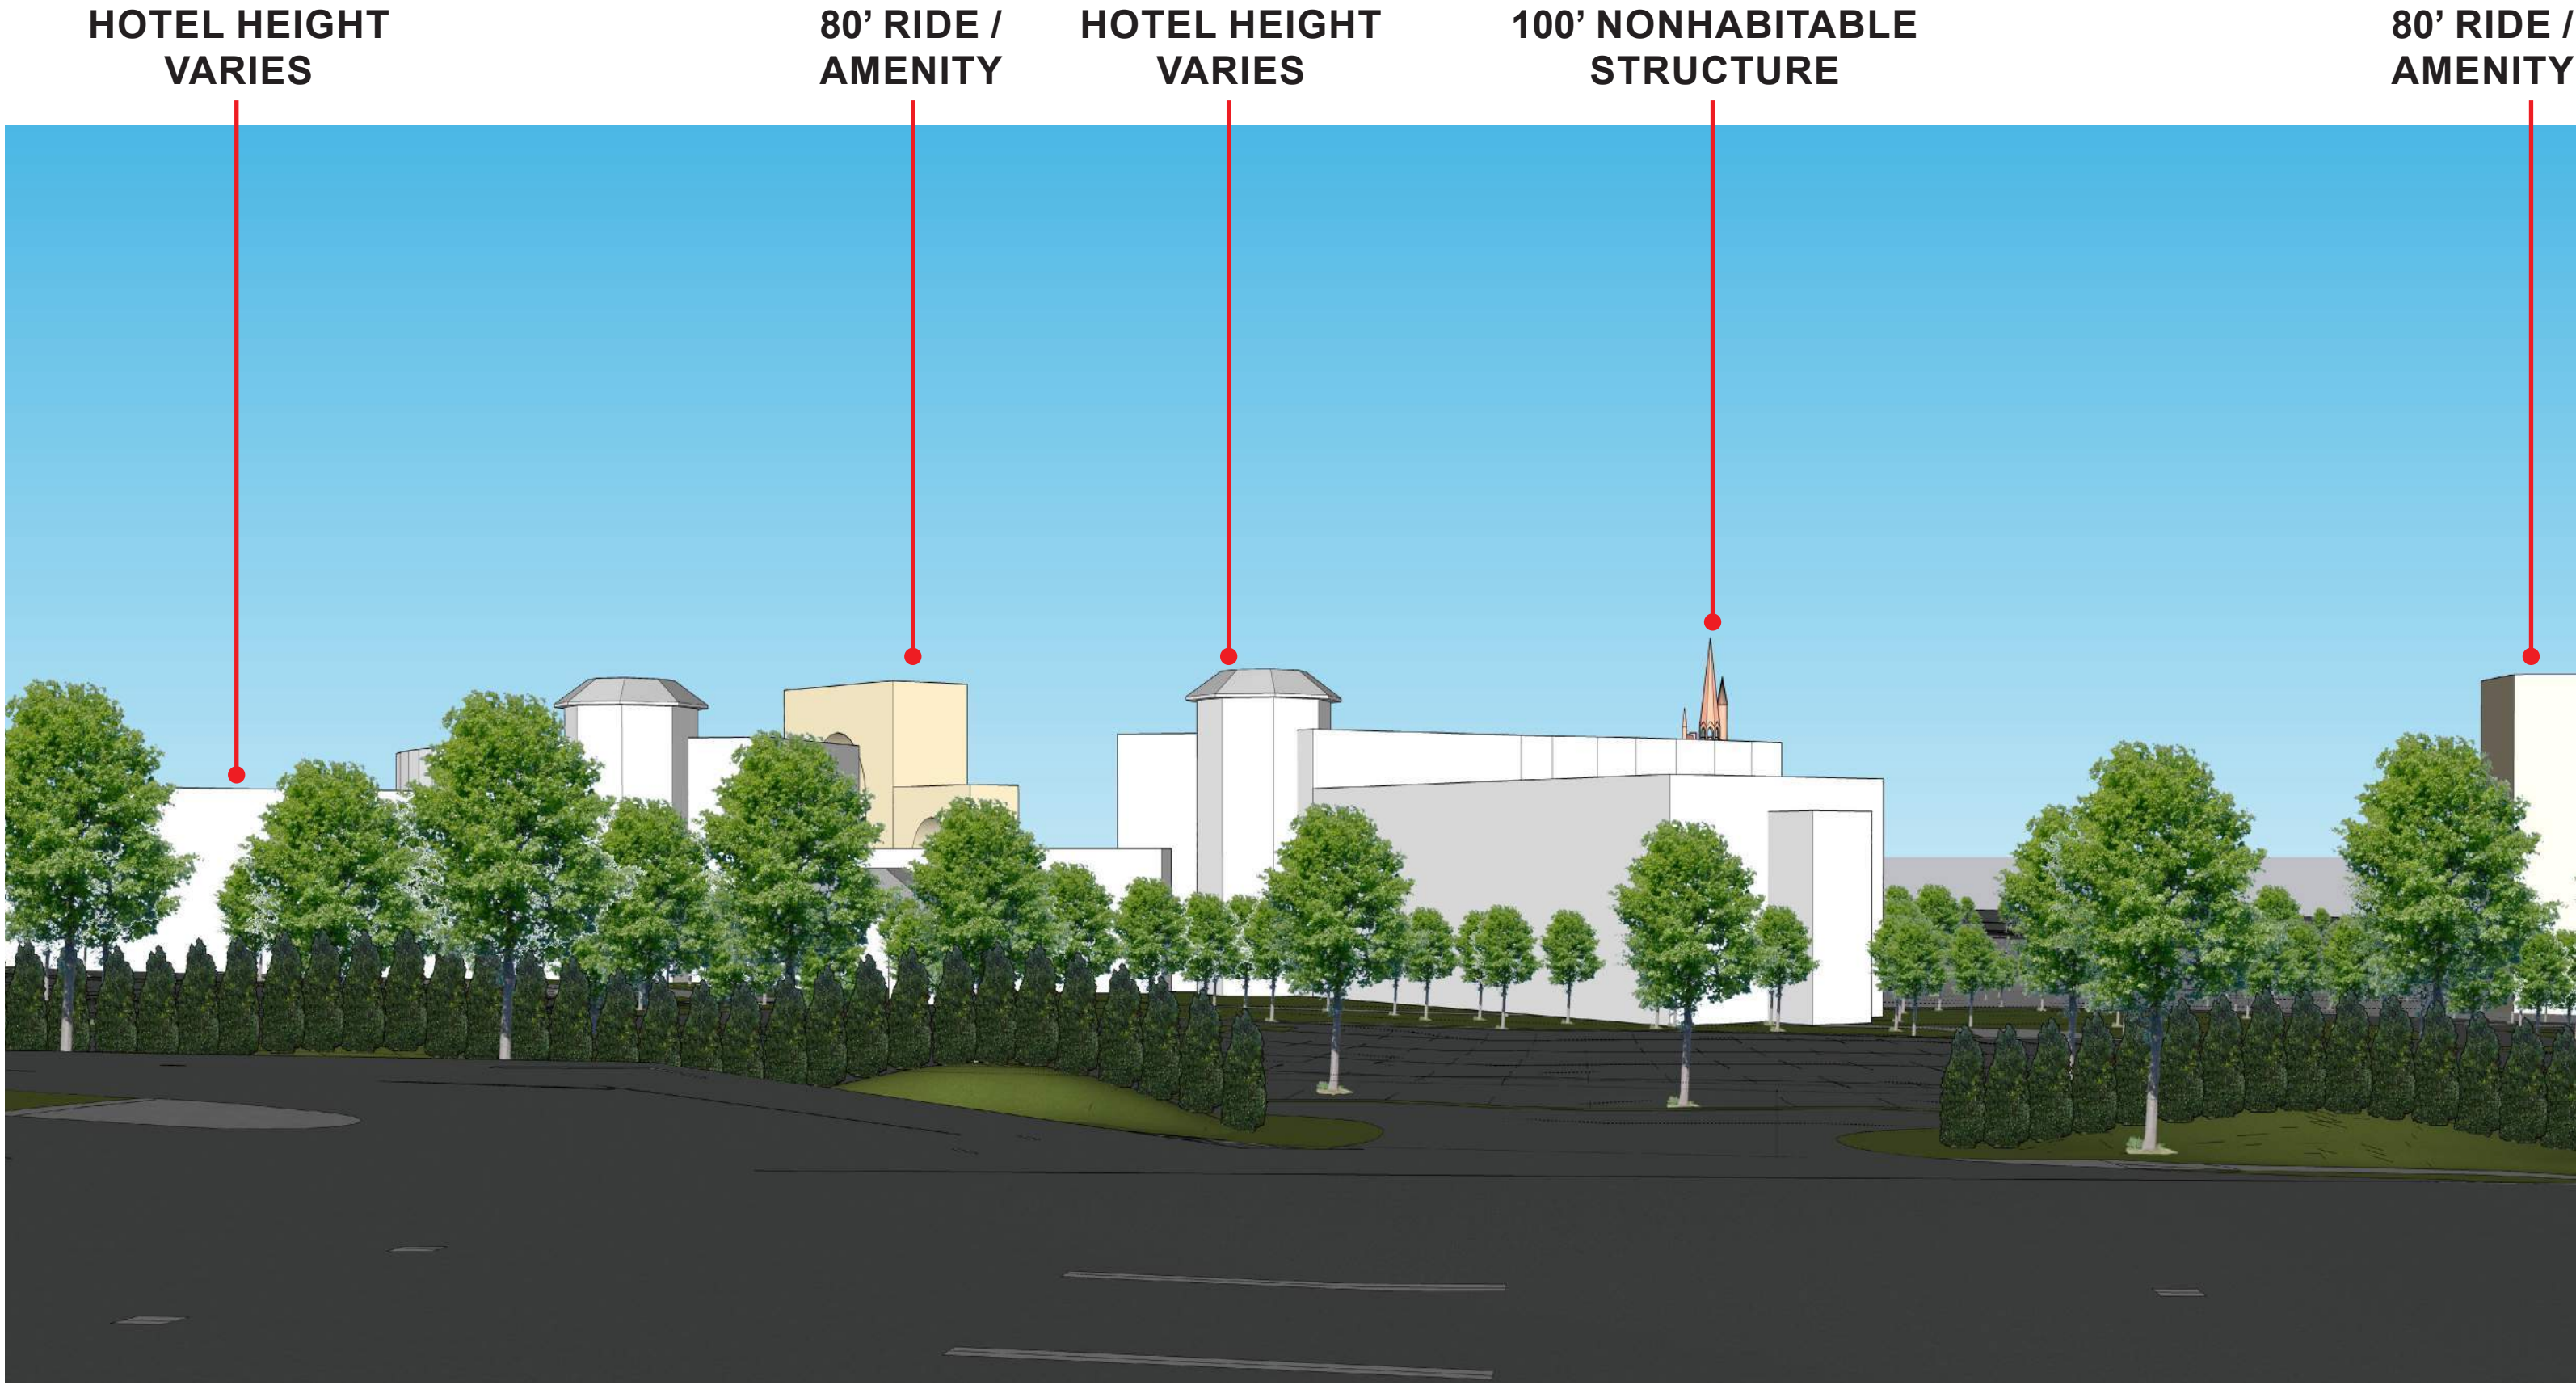 HOTEL HEIGHT
VARIES
80’ RIDE /
AMENITY
HOTEL HEIGHT
VARIES
100’ NONHABITABLE
STRUCTURE
80’ RIDE /
AMENITY